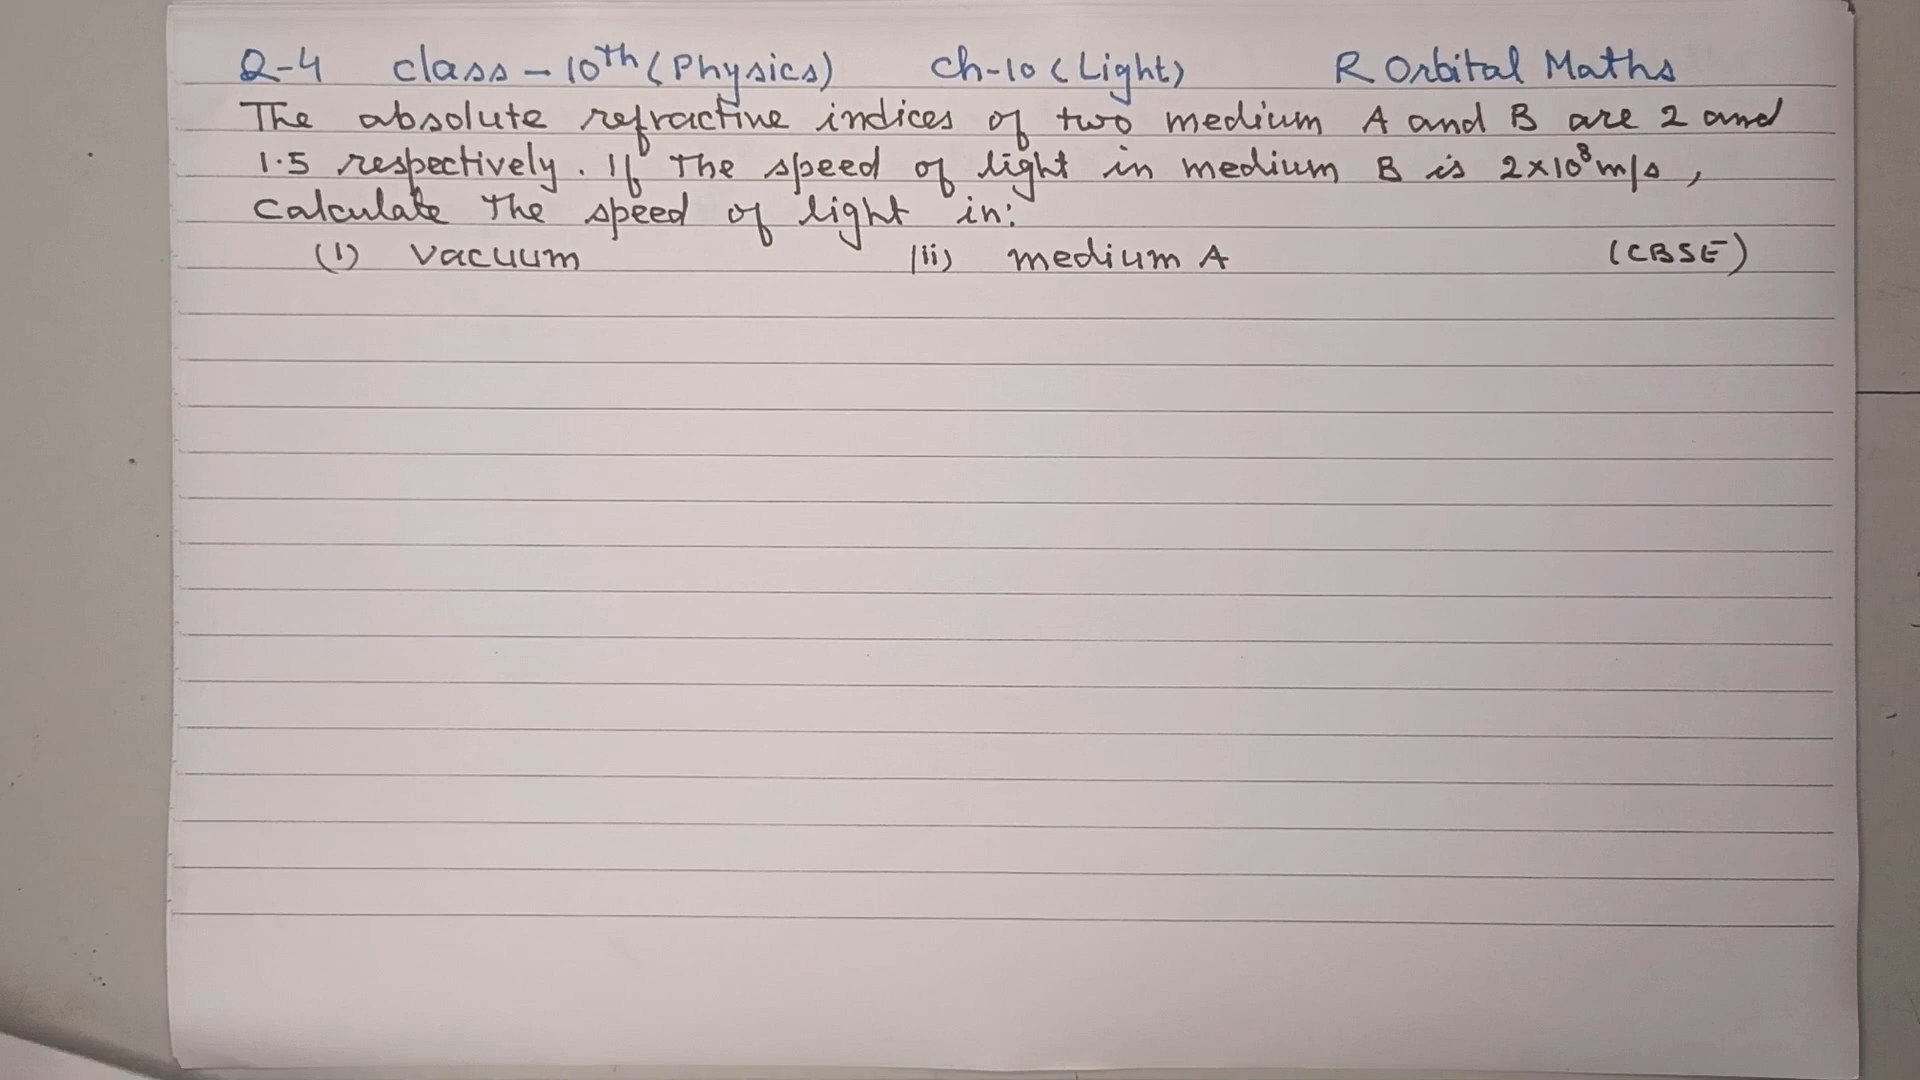 Q-4 class-10th (Physics) Ch-10 (Light) R Orbital Maths
The absolute refractive indices of two medium A and B are 2 and
1.5 respectively. If The speed of light in medium B is 2×10⁸m/s,
Calculate The speed of light in:
(i) Vacuum (ii) medium A (CBSE)